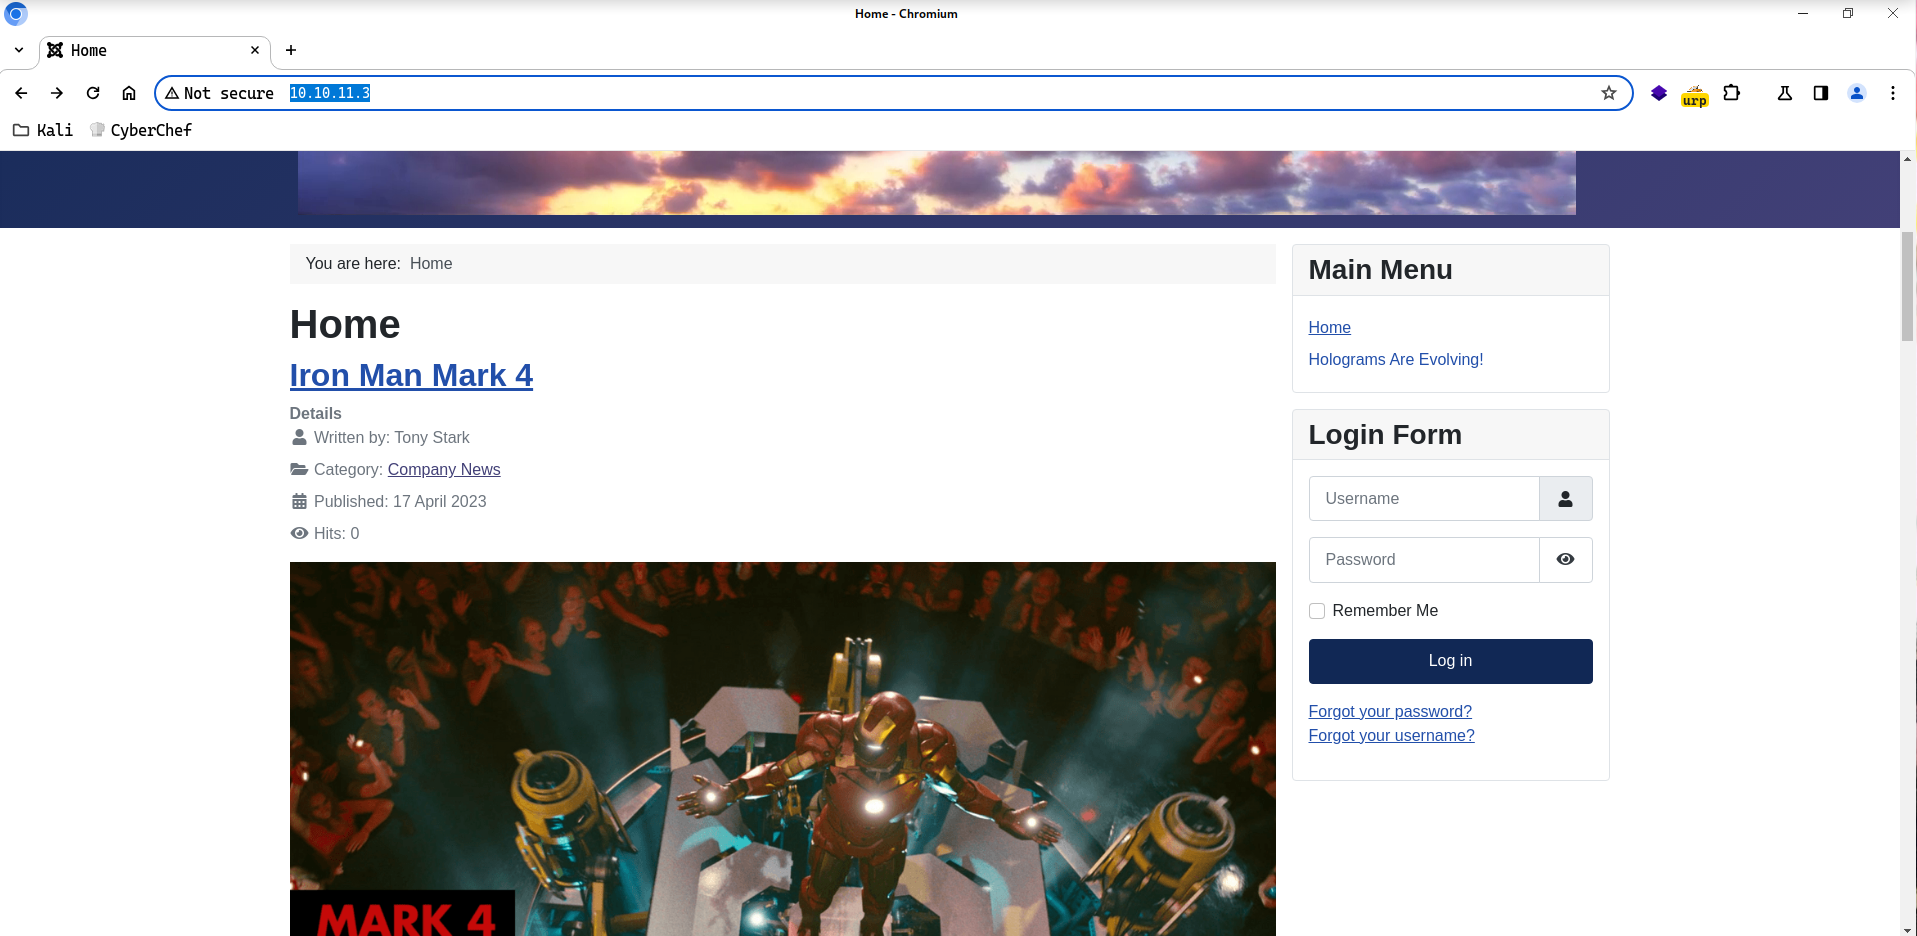 Home - Chromium
Home
Not secure 10.10.11.3
urp
Kali CyberChef
You are here: Home
Home
Iron Man Mark 4
Details
Written by: Tony Stark
Category: Company News
Published: 17 April 2023
Hits: 0
MARK 4
Main Menu
Home
Holograms Are Evolving!
Login Form
Username
Password
Remember Me
Log in
Forgot your password?
Forgot your username?